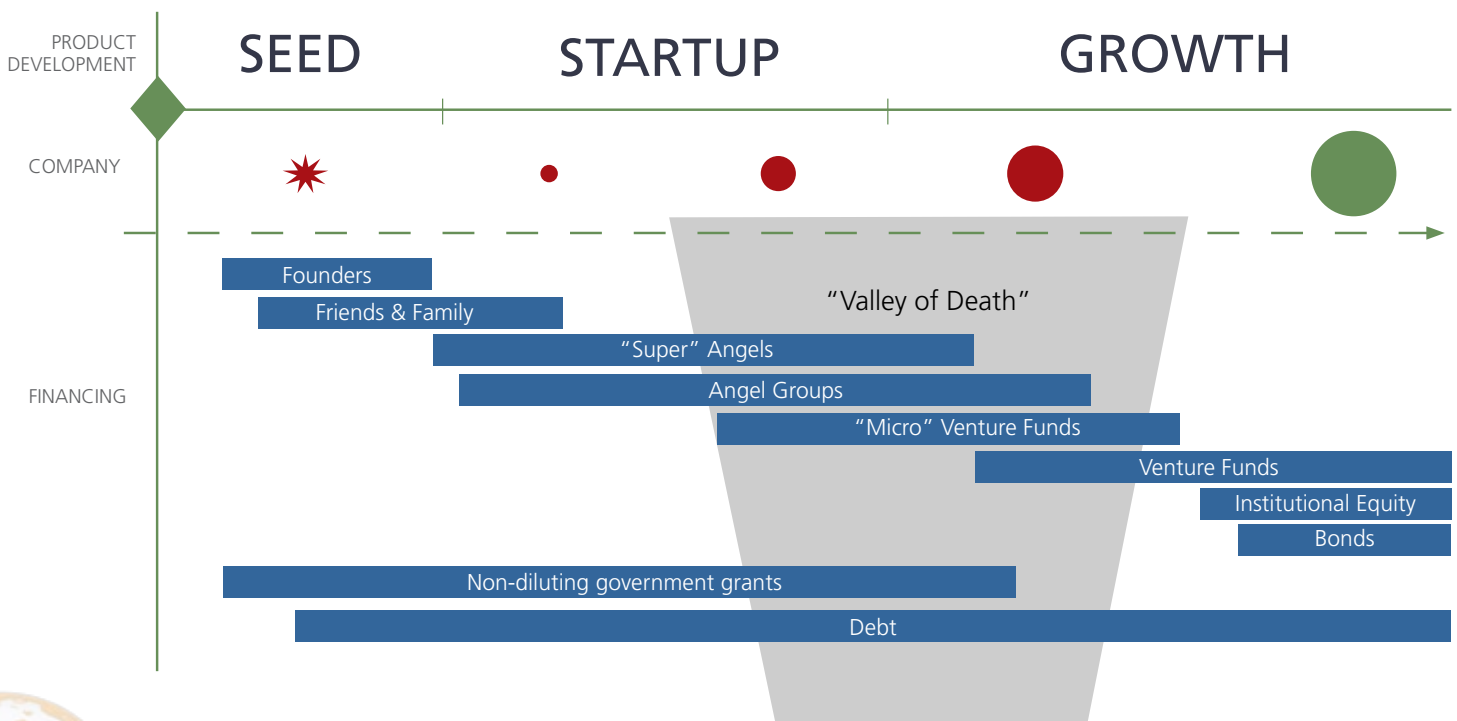 PRODUCT
DEVELOPMENT
SEED
STARTUP
GROWTH
COMPANY
Founders
Friends & Family
“Valley of Death”
“Super” Angels
FINANCING
Angel Groups
“Micro” Venture Funds
Venture Funds
Institutional Equity
Bonds
Non-diluting government grants
Debt